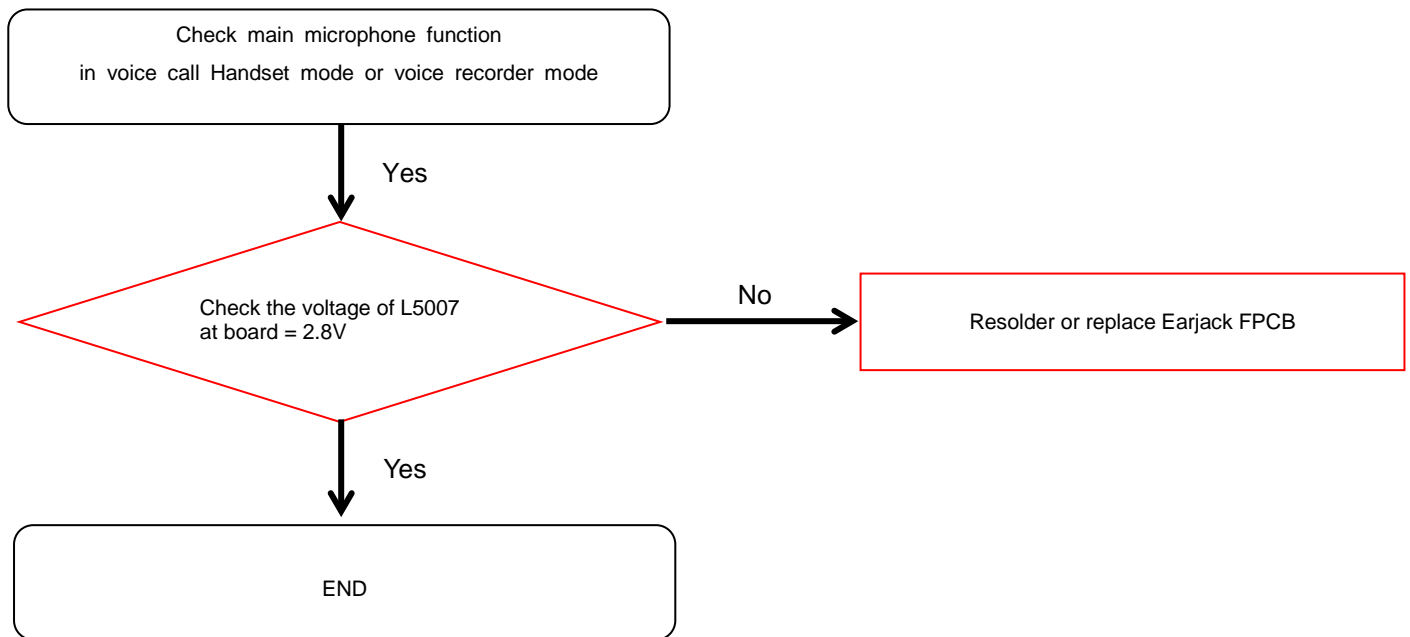 Check main microphone function
in voice call Handset mode or voice recorder mode
Yes
Check the voltage of L5007
at board = 2.8V
No
Resolder or replace Earjack FPCB
Yes
END